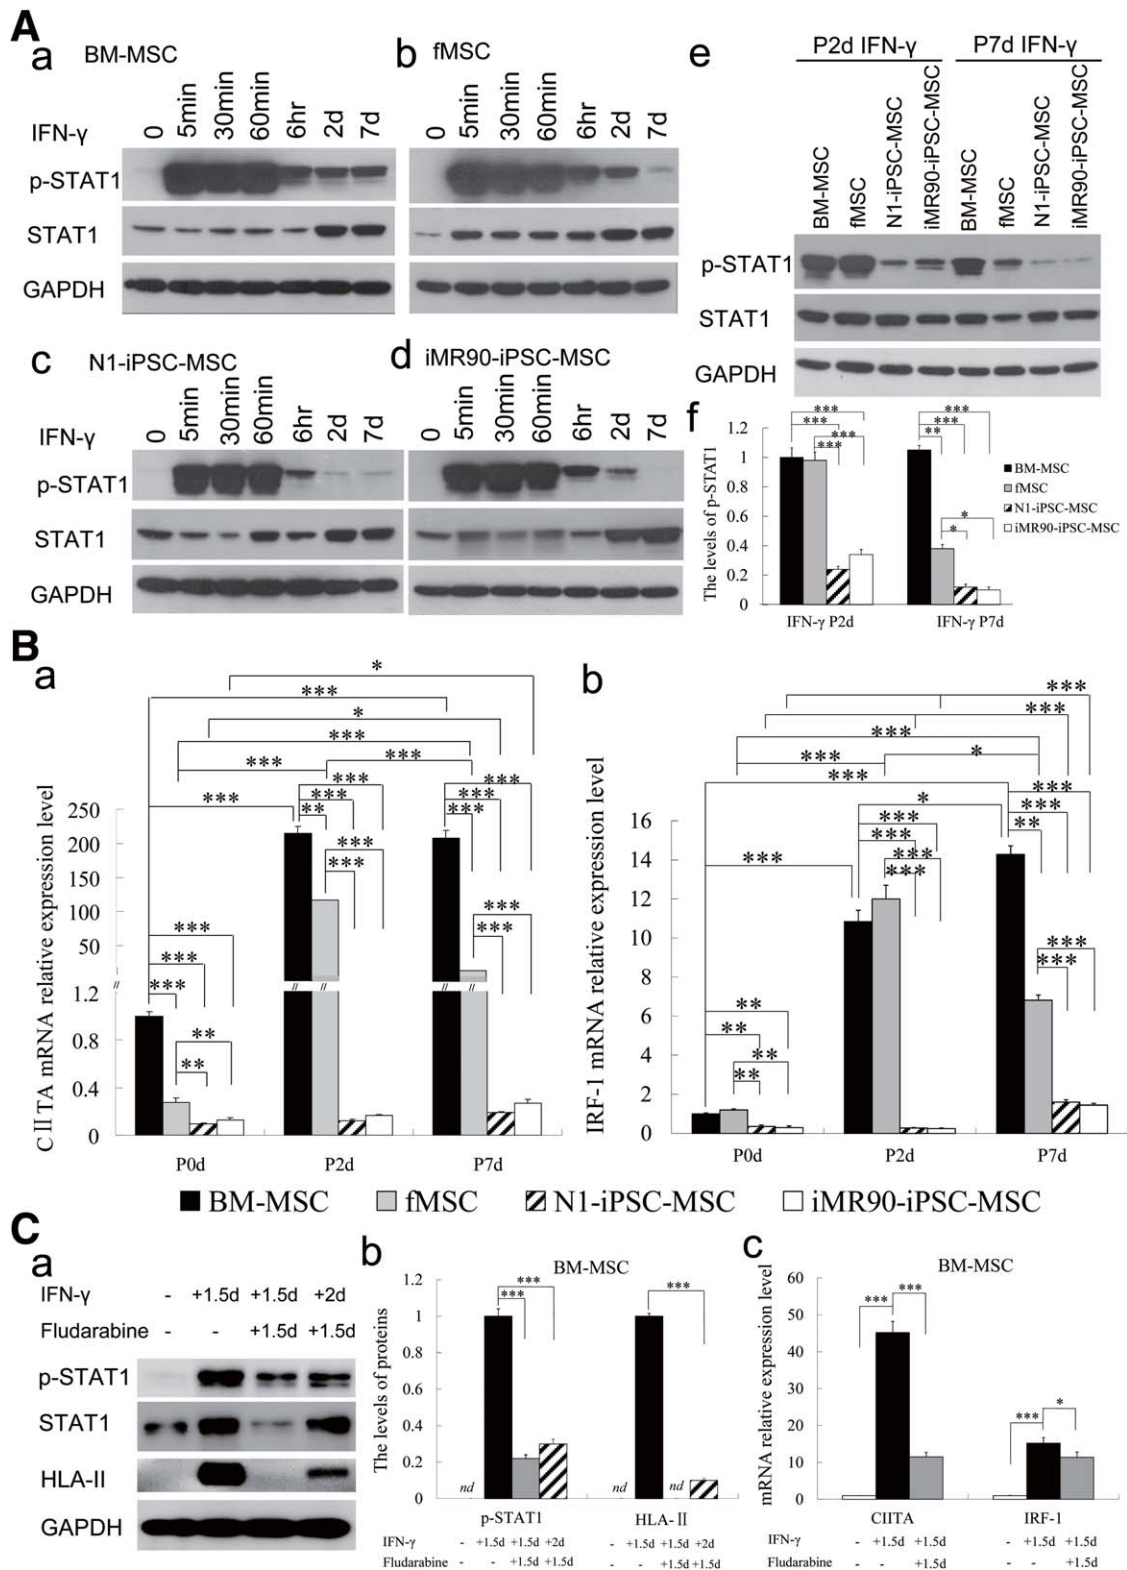 A
a BM-MSC
IFN-γ 0 5min 30min 60min 6hr 2d 7d
p-STAT1
STAT1
GAPDH
b fMSC
0 5min 30min 60min 6hr 2d 7d
c N1-iPSC-MSC
IFN-γ 0 5min 30min 60min 6hr 2d 7d
p-STAT1
STAT1
GAPDH
d iMR90-iPSC-MSC
0 5min 30min 60min 6hr 2d 7d
e P2d IFN-γ P7d IFN-γ
BM-MSC fMSC N1-iPSC-MSC iMR90-iPSC-MSC BM-MSC fMSC N1-iPSC-MSC iMR90-iPSC-MSC
p-STAT1
STAT1
GAPDH
f
The levels of p-STAT1
1.2
1
0.8
0.6
0.4
0.2
0
*** *** *** ***
*** *** ** * *
IFN-γ P2d IFN-γ P7d
BM-MSC
fMSC
N1-iPSC-MSC
iMR90-iPSC-MSC
B
a
CⅡTA mRNA relative expression level
250
200
150
100
50
1.2
0.8
0.4
0
*
***
*
***
*** ***
*** *** ***
*** ***
** ***
***
***
***
***
***
***
***
**
**
P0d P2d P7d
b
IRF-1 mRNA relative expression level
16
14
12
10
8
6
4
2
0
***
***
***
*** *
***
* ***
*** ***
*** **
*** ***
***
***
***
**
**
**
**
P0d P2d P7d
BM-MSC fMSC N1-iPSC-MSC iMR90-iPSC-MSC
C
a
IFN-γ - +1.5d +1.5d +2d
Fludarabine - - +1.5d +1.5d
p-STAT1
STAT1
HLA-II
GAPDH
b
BM-MSC
The levels of proteins
1.2
1
0.8
0.6
0.4
0.2
0
*** *** ***
nd nd nd
p-STAT1 HLA-Ⅱ
IFN-γ - +1.5d +1.5d +2d - +1.5d +1.5d +2d
Fludarabine - - +1.5d +1.5d - - +1.5d +1.5d
c
BM-MSC
mRNA relative expression level
60
50
40
30
20
10
0
*** *** *** *
CIITA IRF-1
IFN-γ - +1.5d +1.5d - +1.5d +1.5d
Fludarabine - - +1.5d - - +1.5d